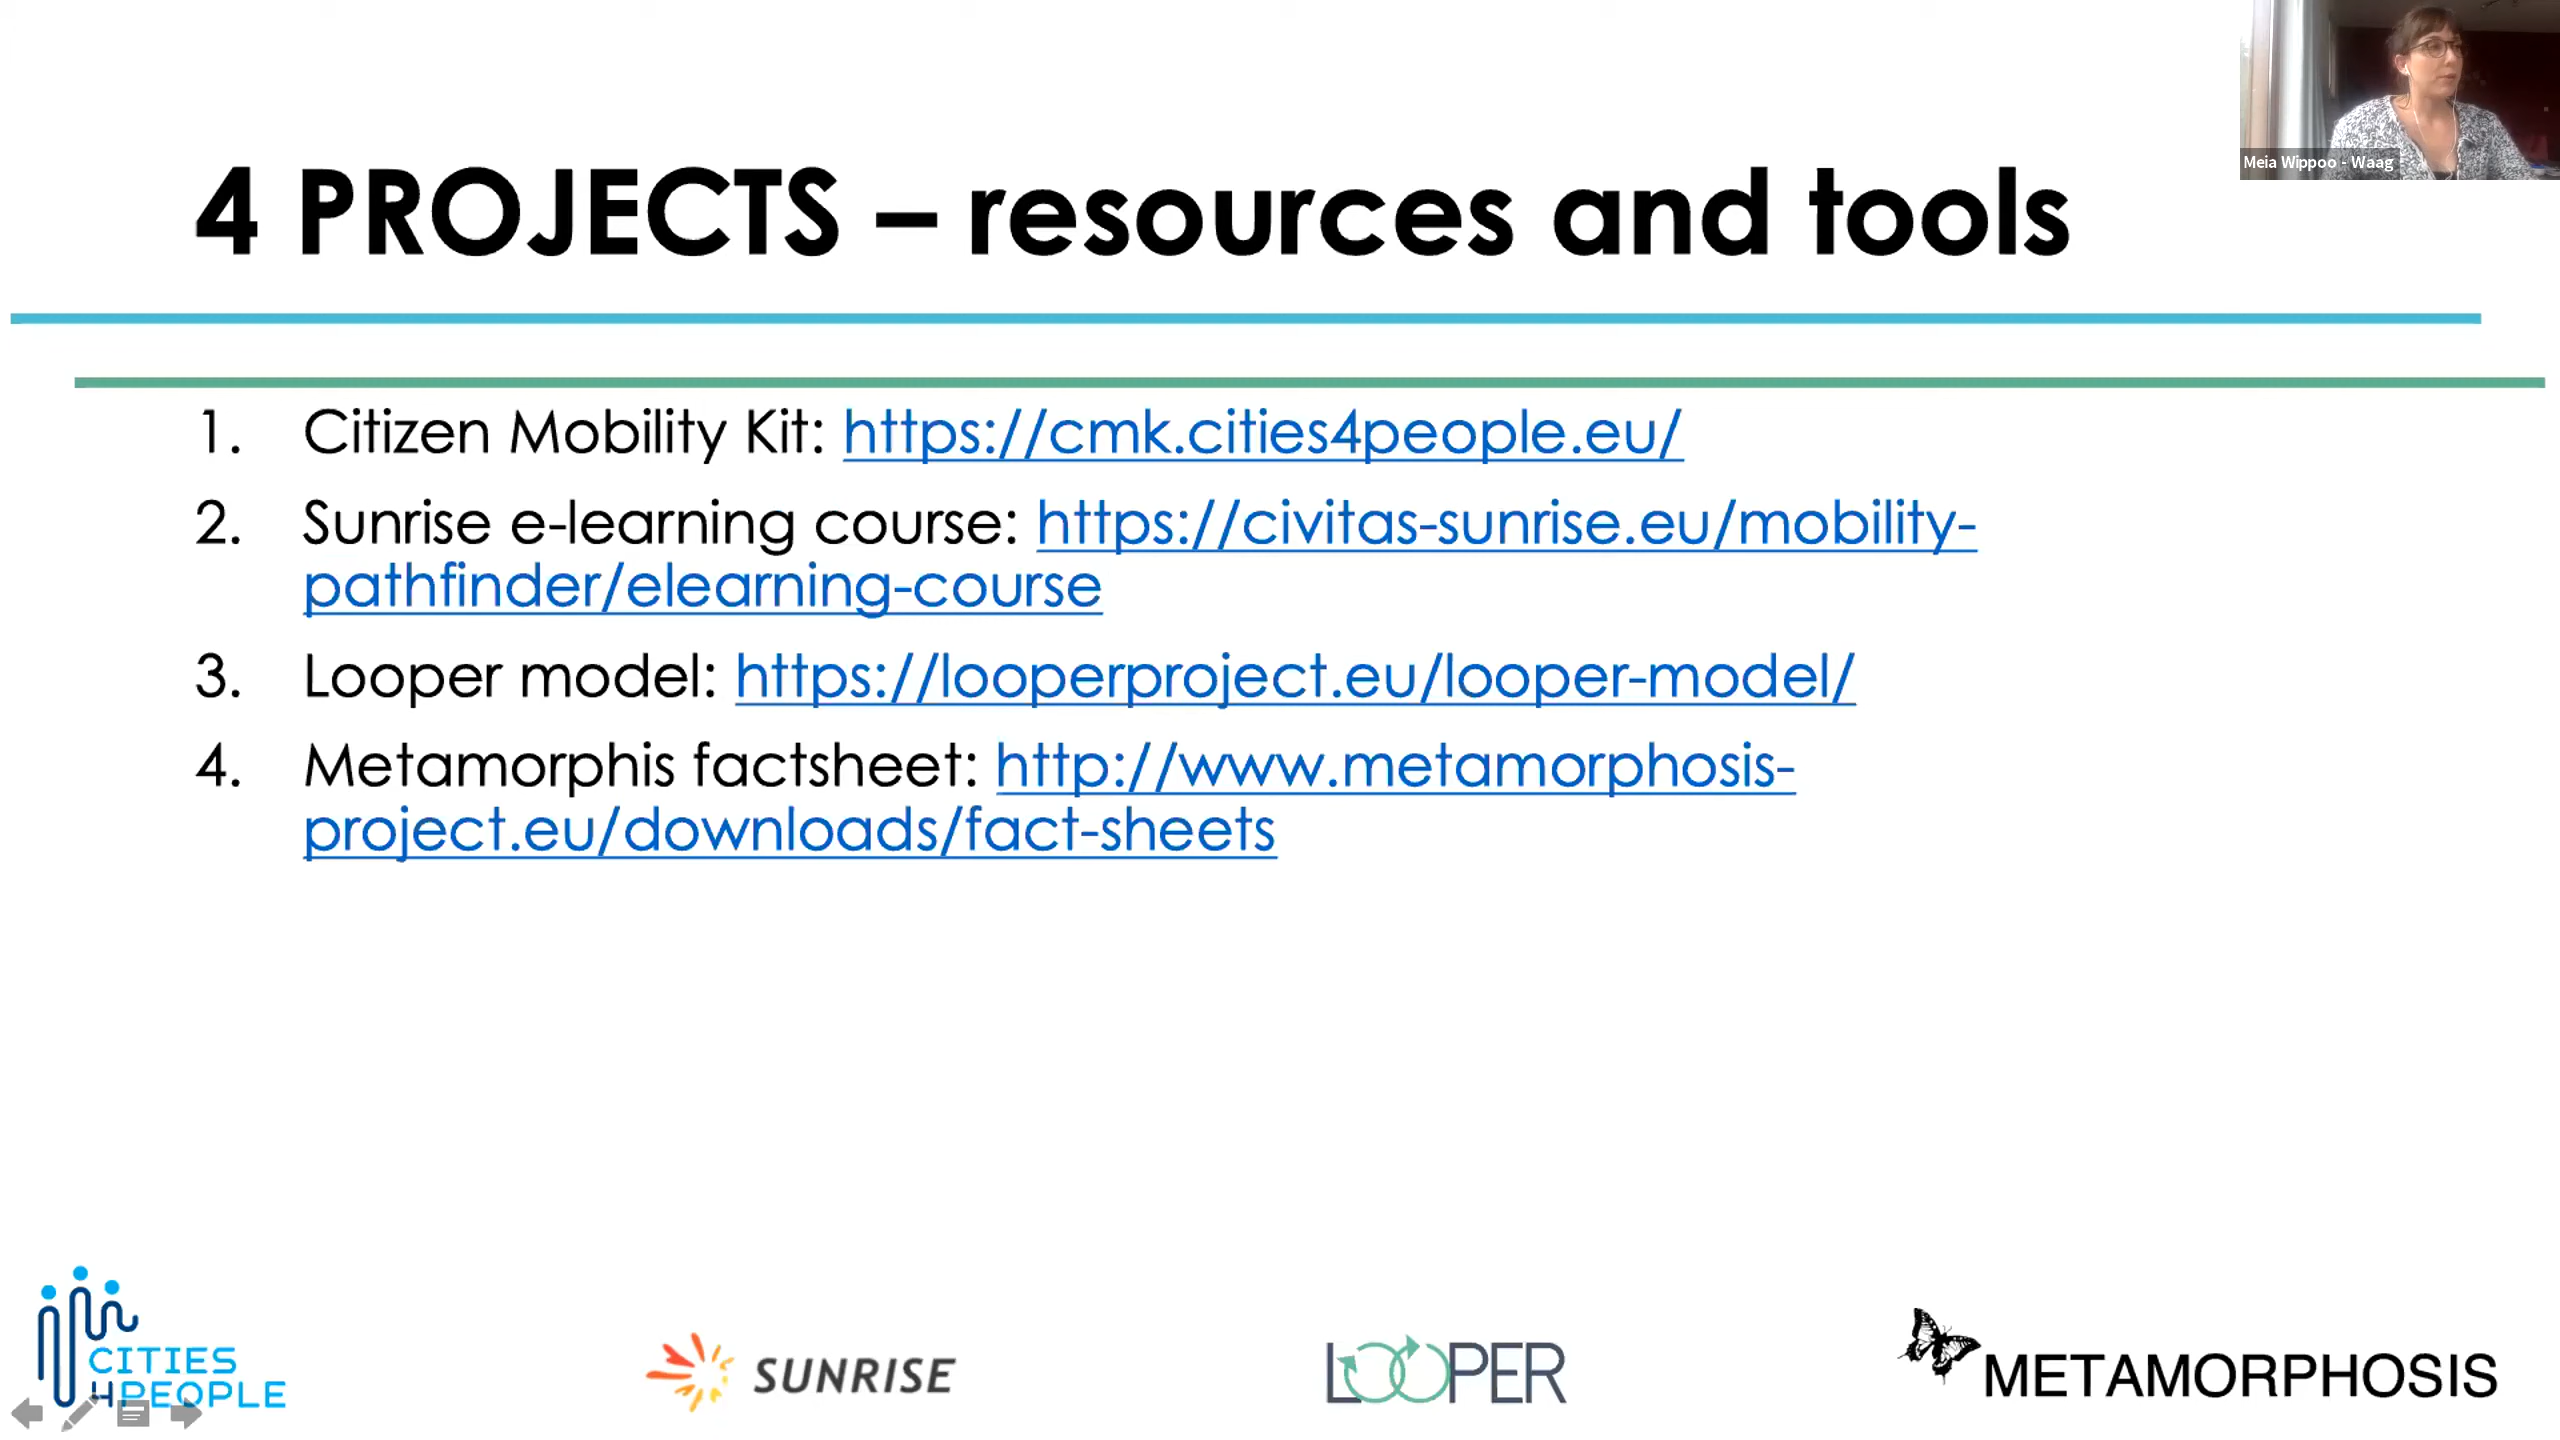 Meia Wippoo - Waag
4 PROJECTS – resources and tools
1. Citizen Mobility Kit: https://cmk.cities4people.eu/
2. Sunrise e-learning course: https://civitas-sunrise.eu/mobility-
pathfinder/elearning-course
3. Looper model: https://looperproject.eu/looper-model/
4. Metamorphis factsheet: http://www.metamorphosis-
project.eu/downloads/fact-sheets
CITIES
4PEOPLE
SUNRISE
LOOPER
METAMORPHOSIS